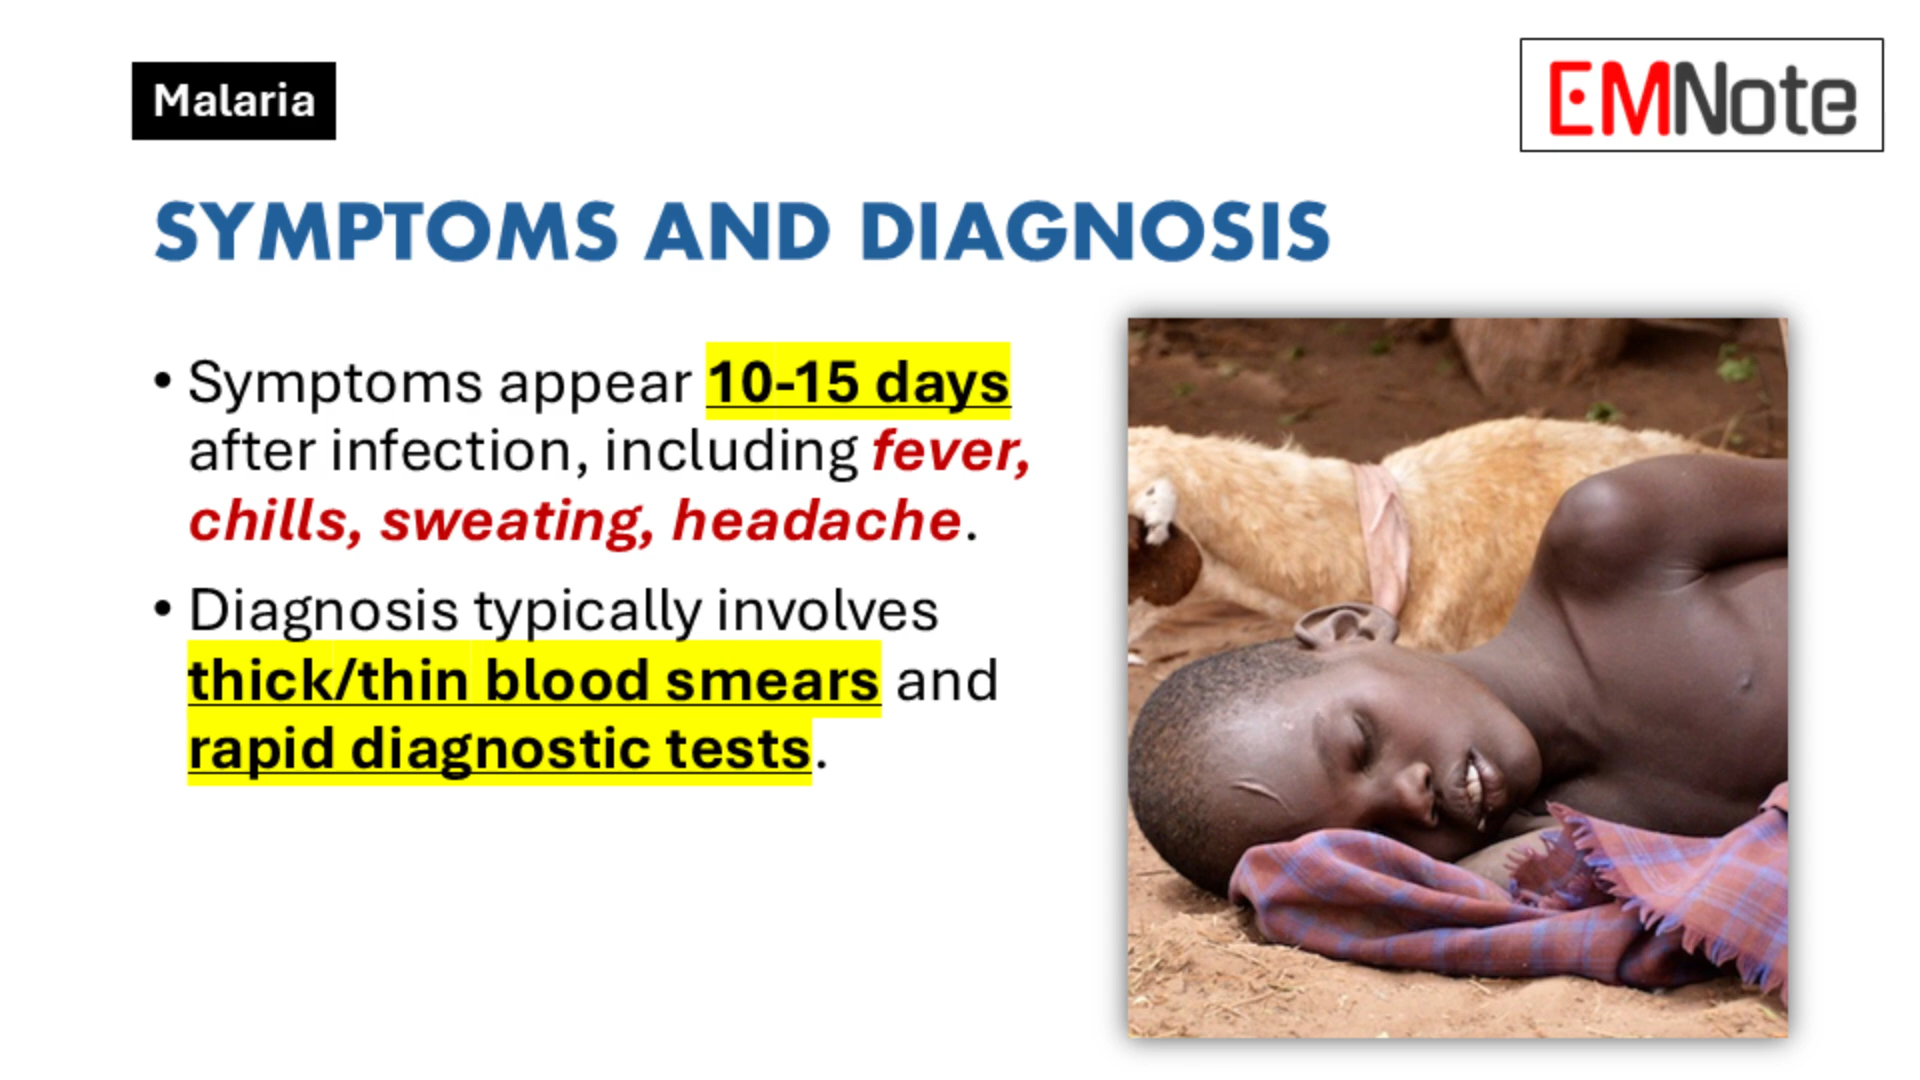 Malaria
EMNote
SYMPTOMS AND DIAGNOSIS
• Symptoms appear 10-15 days
after infection, including fever,
chills, sweating, headache.
• Diagnosis typically involves
thick/thin blood smears and
rapid diagnostic tests.